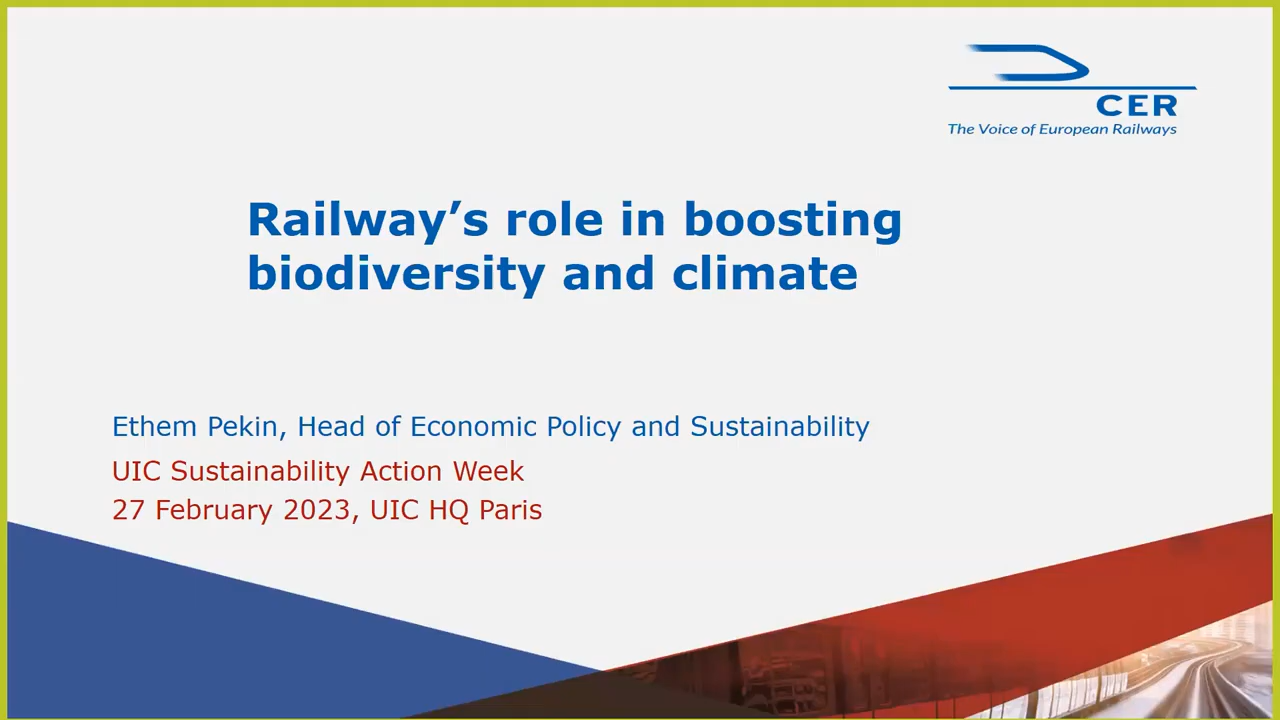 CER
The Voice of European Railways
Railway’s role in boosting
biodiversity and climate
Ethem Pekin, Head of Economic Policy and Sustainability
UIC Sustainability Action Week
27 February 2023, UIC HQ Paris